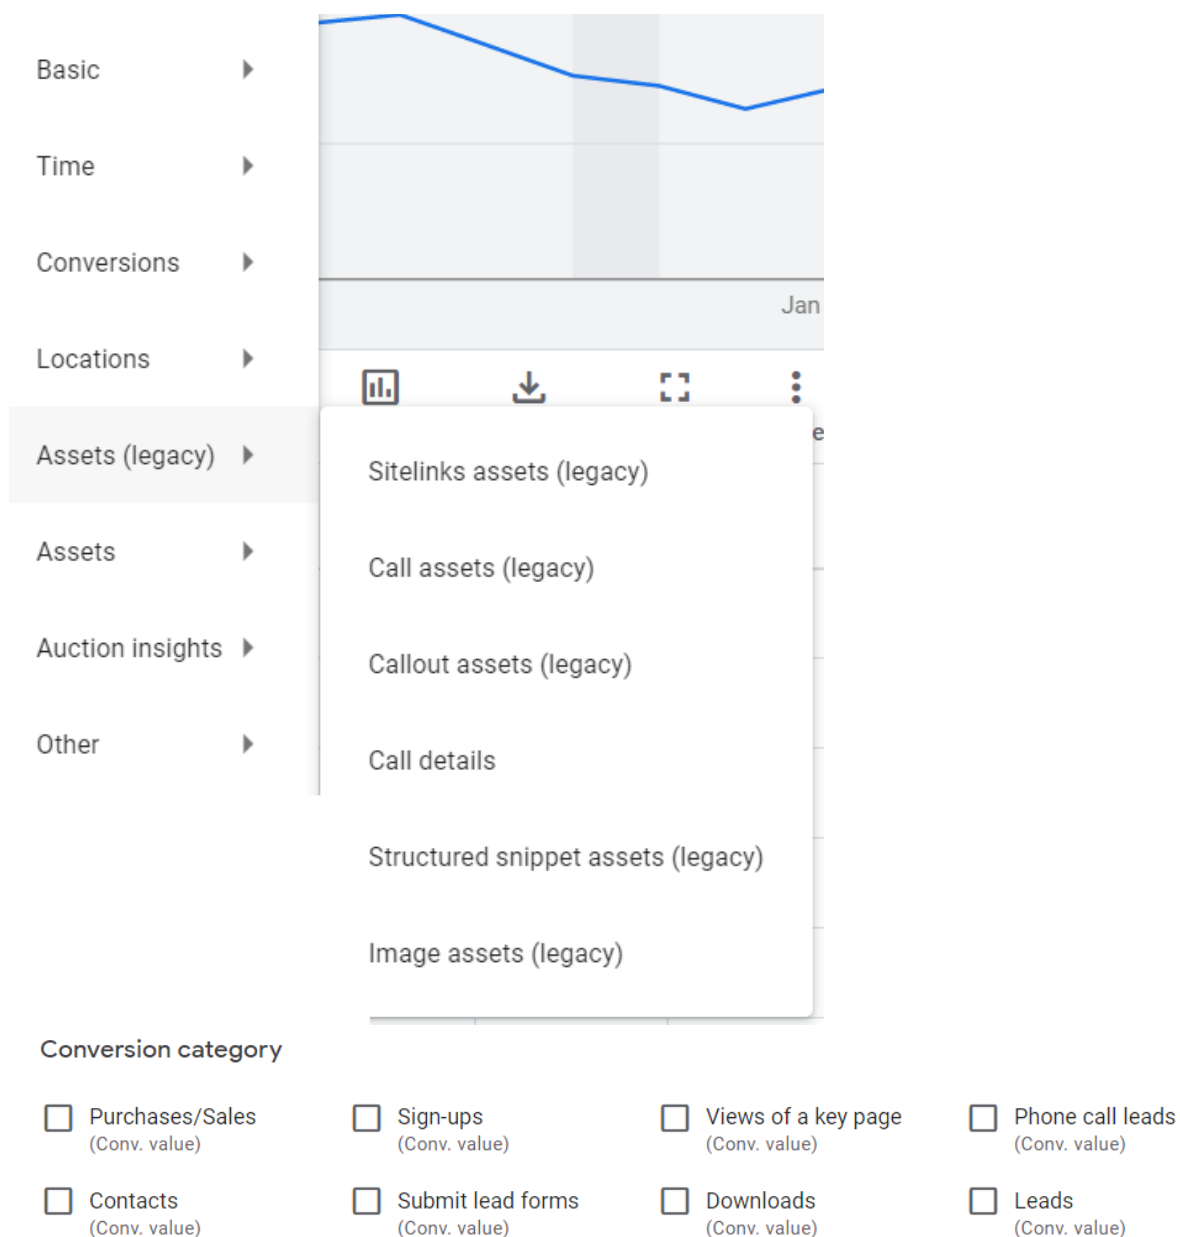 Basic
Time
Conversions
Locations
Assets (legacy)
Assets
Auction insights
Other
Jan
e
Sitelinks assets (legacy)
Call assets (legacy)
Callout assets (legacy)
Call details
Structured snippet assets (legacy)
Image assets (legacy)
Conversion category
Purchases/Sales
(Conv. value)
Sign-ups
(Conv. value)
Views of a key page
(Conv. value)
Phone call leads
(Conv. value)
Contacts
(Conv. value)
Submit lead forms
(Conv. value)
Downloads
(Conv. value)
Leads
(Conv. value)